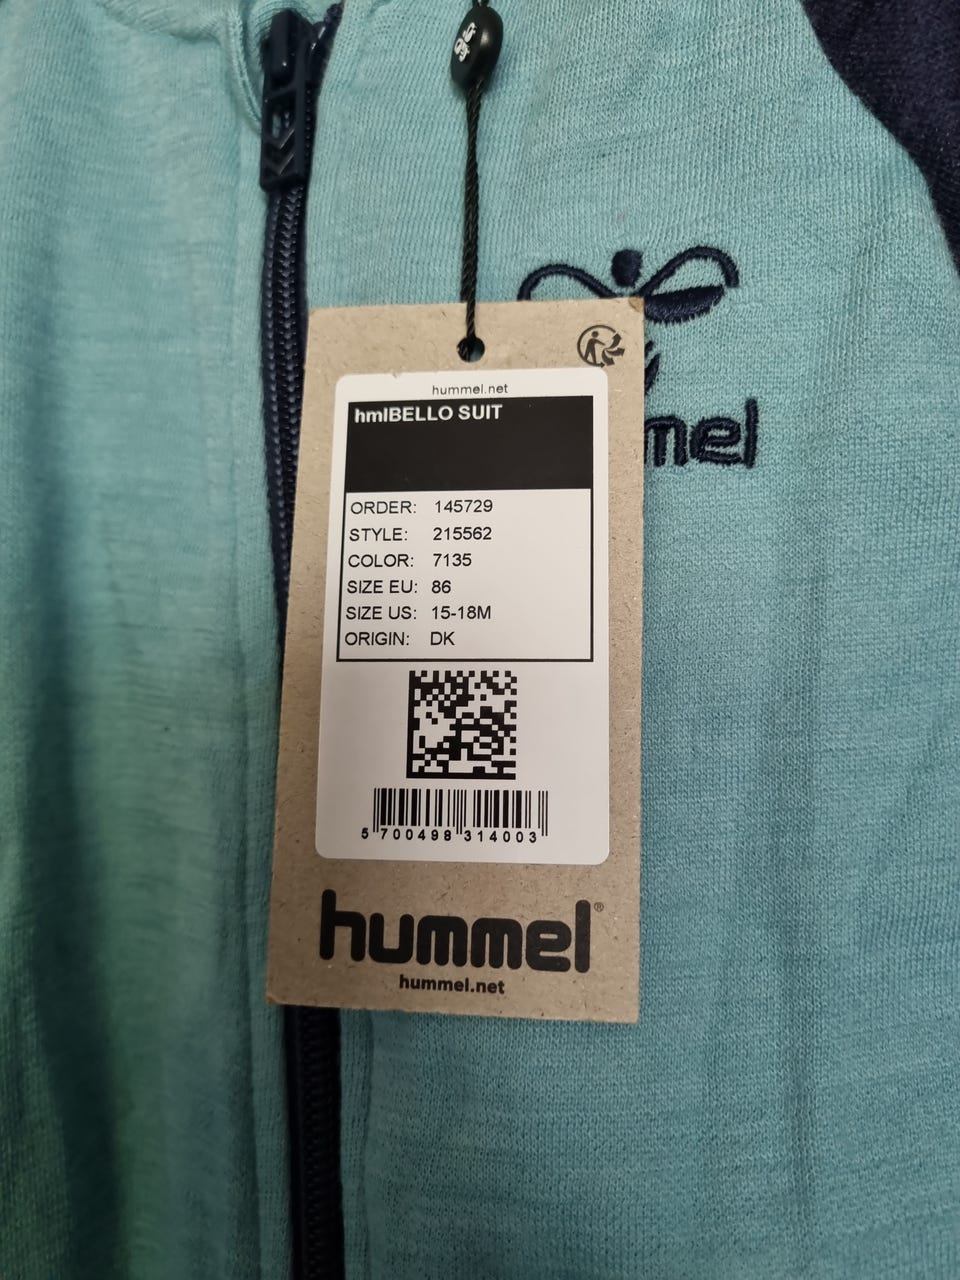 hummel.net
hmlBELLO SUIT
ORDER: 145729
STYLE: 215562
COLOR: 7135
SIZE EU: 86
SIZE US: 15-18M
ORIGIN: DK
5 700498 314003
hummel®
hummel.net
mel